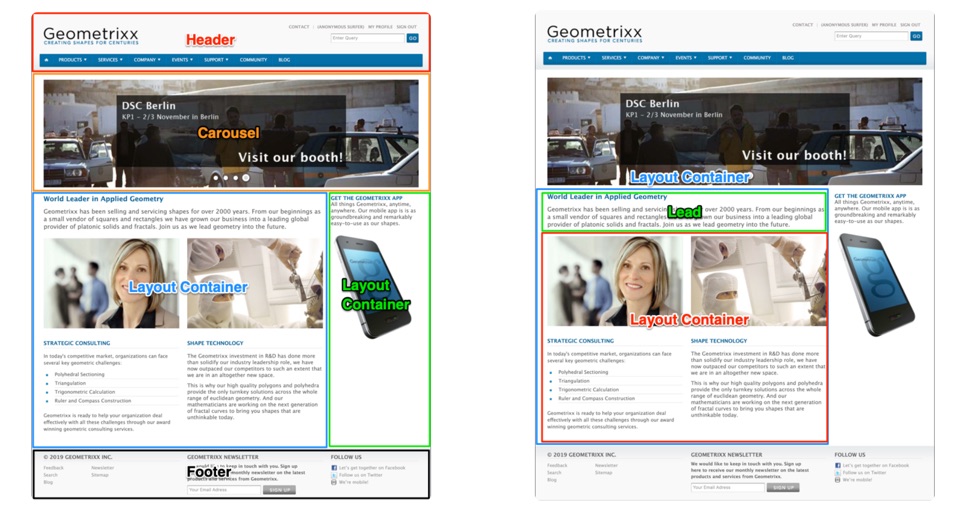 Geometrixx
CREATING SHAPES FOR CENTURIES
Header
CONTACT | (ANONYMOUS SURFER) MY PROFILE SIGN OUT
Enter Query GO
PRODUCTS SERVICES COMPANY EVENTS SUPPORT COMMUNITY BLOG
DSC Berlin
KP1 - 2/3 November in Berlin
Carousel
Visit our booth!
World Leader in Applied Geometry
Geometrixx has been selling and servicing shapes for over 2000 years. From our beginnings as
a small vendor of squares and rectangles we have grown our business into a leading global
provider of platonic solids and fractals. Join us as we lead geometry into the future.
GET THE GEOMETRIXX APP
All things Geometrixx, anytime,
anywhere. Our mobile app is as
groundbreaking and remarkably
easy-to-use as our shapes.
Layout Container
Layout
Container
STRATEGIC CONSULTING
In today's competitive market, organizations can face
several key geometric challenges:
Polyhedral Sectioning
Triangulation
Trigonometric Calculation
Ruler and Compass Construction
Geometrixx is ready to help your organization deal
effectively with all these challenges through our award
winning geometric consulting services.
SHAPE TECHNOLOGY
The Geometrixx investment in R&D has done more
than solidify our industry leadership role, we have
now outpaced our competitors to such an extent that
we are in an altogether new space.
This is why our high quality polygons and polyhedra
provide the only turnkey solutions across the whole
range of euclidean geometry. And our
mathematicians are working on the next generation
of fractal curves to bring you shapes that are
unthinkable today.
© 2019 GEOMETRIXX INC.
Feedback Newsletter
Search Sitemap
Blog
Footer
GEOMETRIXX NEWSLETTER
keep in touch with you. Sign up
monthly newsletter on the latest
products and services from Geometrixx.
Your Email Address SIGN UP
FOLLOW US
Let's get together on Facebook
Follow us on Twitter
We're mobile!
Geometrixx
CREATING SHAPES FOR CENTURIES
CONTACT | (ANONYMOUS SURFER) MY PROFILE SIGN OUT
Enter Query GO
PRODUCTS SERVICES COMPANY EVENTS SUPPORT COMMUNITY BLOG
DSC Berlin
KP1 - 2/3 November in Berlin
Visit our booth!
Layout Container
World Leader in Applied Geometry
Geometrixx has been selling and servicing over 2000 years. From our beginnings as
a small vendor of squares and rectangles grown our business into a leading global
provider of platonic solids and fractals. Join us as we lead geometry into the future.
Lead
GET THE GEOMETRIXX APP
All things Geometrixx, anytime,
anywhere. Our mobile app is as
groundbreaking and remarkably
easy-to-use as our shapes.
Layout Container
STRATEGIC CONSULTING
In today's competitive market, organizations can face
several key geometric challenges:
Polyhedral Sectioning
Triangulation
Trigonometric Calculation
Ruler and Compass Construction
Geometrixx is ready to help your organization deal
effectively with all these challenges through our award
winning geometric consulting services.
SHAPE TECHNOLOGY
The Geometrixx investment in R&D has done more
than solidify our industry leadership role, we have
now outpaced our competitors to such an extent that
we are in an altogether new space.
This is why our high quality polygons and polyhedra
provide the only turnkey solutions across the whole
range of euclidean geometry. And our
mathematicians are working on the next generation
of fractal curves to bring you shapes that are
unthinkable today.
© 2019 GEOMETRIXX INC.
Feedback Newsletter
Search Sitemap
Blog
GEOMETRIXX NEWSLETTER
We would like to keep in touch with you. Sign up
here to receive our monthly newsletter on the latest
products and services from Geometrixx.
Your Email Address SIGN UP
FOLLOW US
Let's get together on Facebook
Follow us on Twitter
We're mobile!